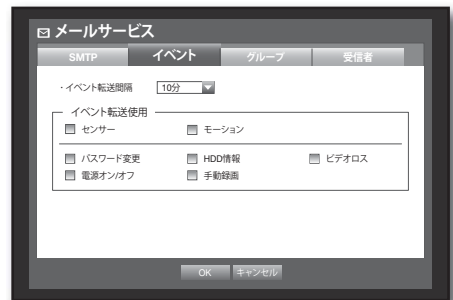 メールサービス
SMTP イベント グループ 受信者
・イベント転送間隔 10分
イベント転送使用
センサー モーション
パスワード変更 HDD情報 ビデオロス
電源オン/オフ 手動録画
OK キャンセル